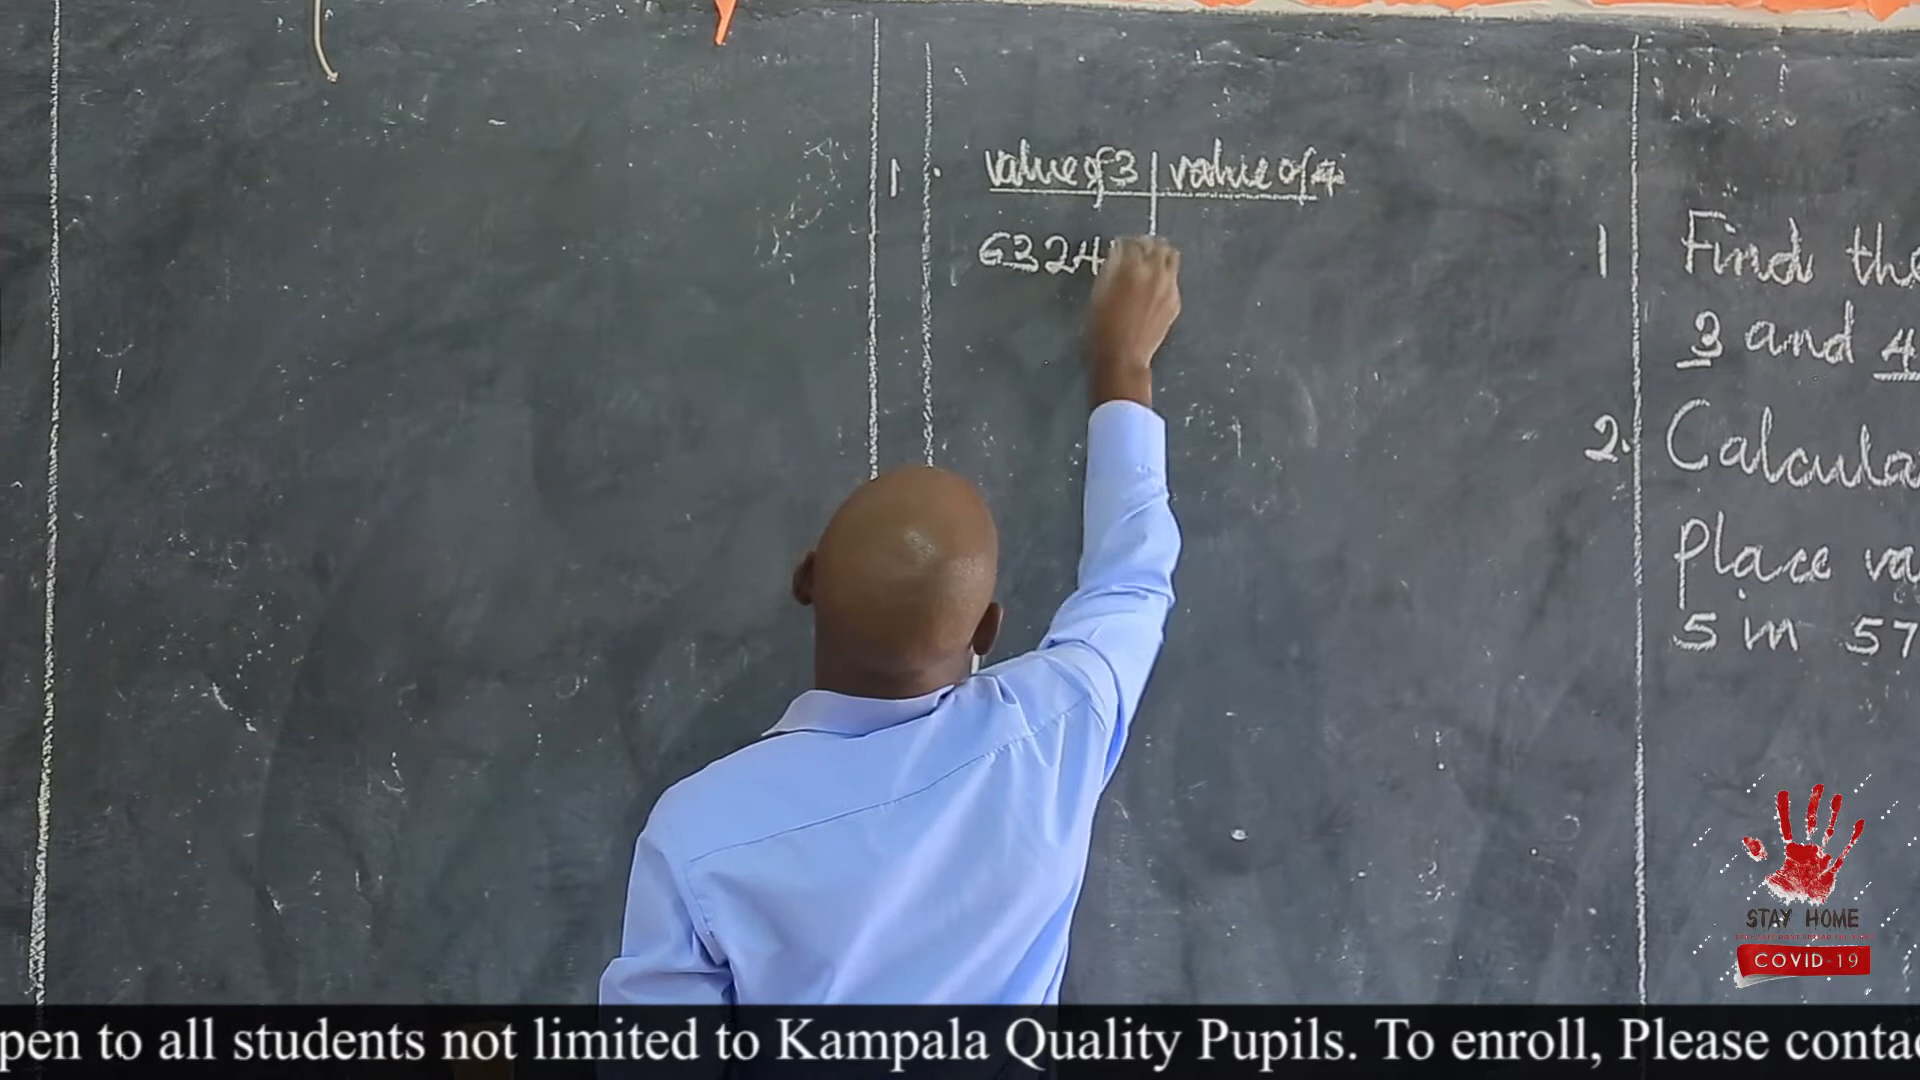 1. value of 3 | value of 4
6324
1 Find the
3 and 4
2. Calcula
place va
5 in 57
STAY HOME
COVID-19
pen to all students not limited to Kampala Quality Pupils. To enroll, Please contac